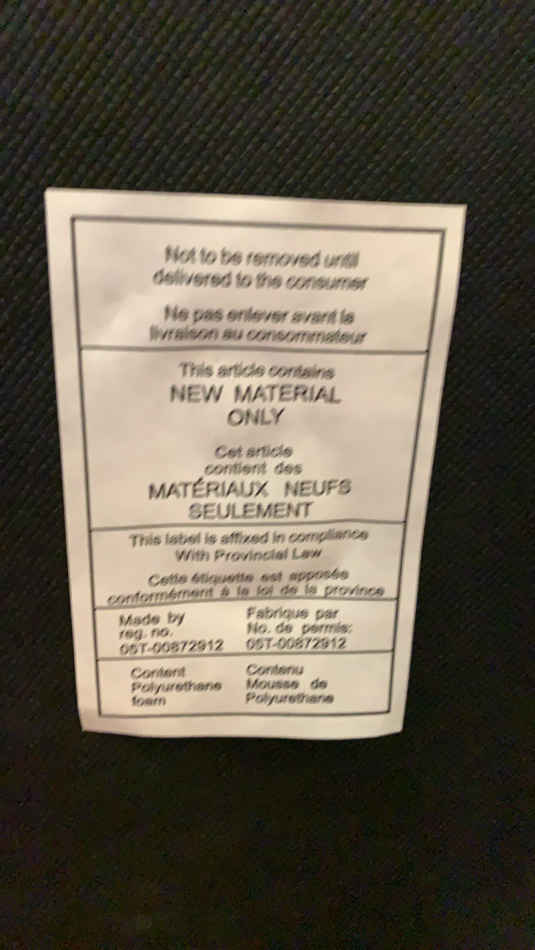 Not to be removed until
delivered to the consumer
Ne pas enlever avant la
livraison au consommateur
This article contains
NEW MATERIAL
ONLY
Cet article
contient des
MATÉRIAUX NEUFS
SEULEMENT
This label is affixed in compliance
With Provincial Law
Cette étiquette est apposée
conformément à la loi de la province
Made by
reg. no.
05T-00872912
Fabrique par
No. de permis:
05T-00872912
Content
Polyurethane
foam
Contenu
Mousse de
Polyurethane